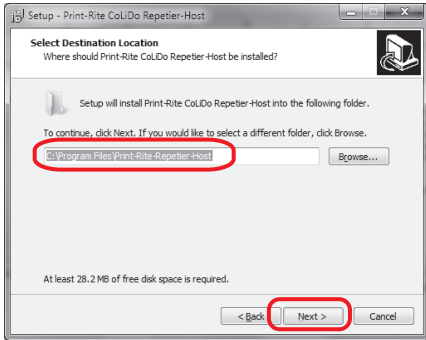 Setup - Print-Rite CoLiDo Repetier-Host
Select Destination Location
Where should Print-Rite CoLiDo Repetier-Host be installed?
Setup will install Print-Rite CoLiDo Repetier-Host into the following folder.
To continue, click Next. If you would like to select a different folder, click Browse.
C:\Program Files\Print-Rite-Repetier-Host
Browse...
At least 28.2 MB of free disk space is required.
< Back
Next >
Cancel